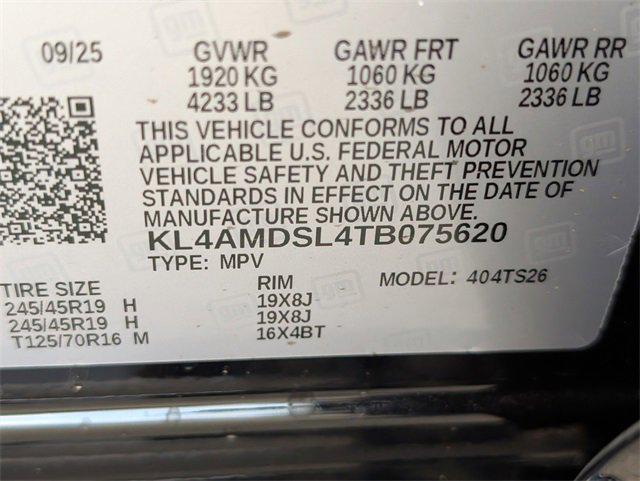 09/25 GVWR GAWR FRT GAWR RR
1920 KG 1060 KG 1060 KG
4233 LB 2336 LB 2336 LB
THIS VEHICLE CONFORMS TO ALL
APPLICABLE U.S. FEDERAL MOTOR
VEHICLE SAFETY AND THEFT PREVENTION
STANDARDS IN EFFECT ON THE DATE OF
MANUFACTURE SHOWN ABOVE.
KL4AMDSL4TB075620
TYPE: MPV MODEL: 404TS26
TIRE SIZE RIM
245/45R19 H 19X8J
245/45R19 H 19X8J
T125/70R16 M 16X4BT
gm